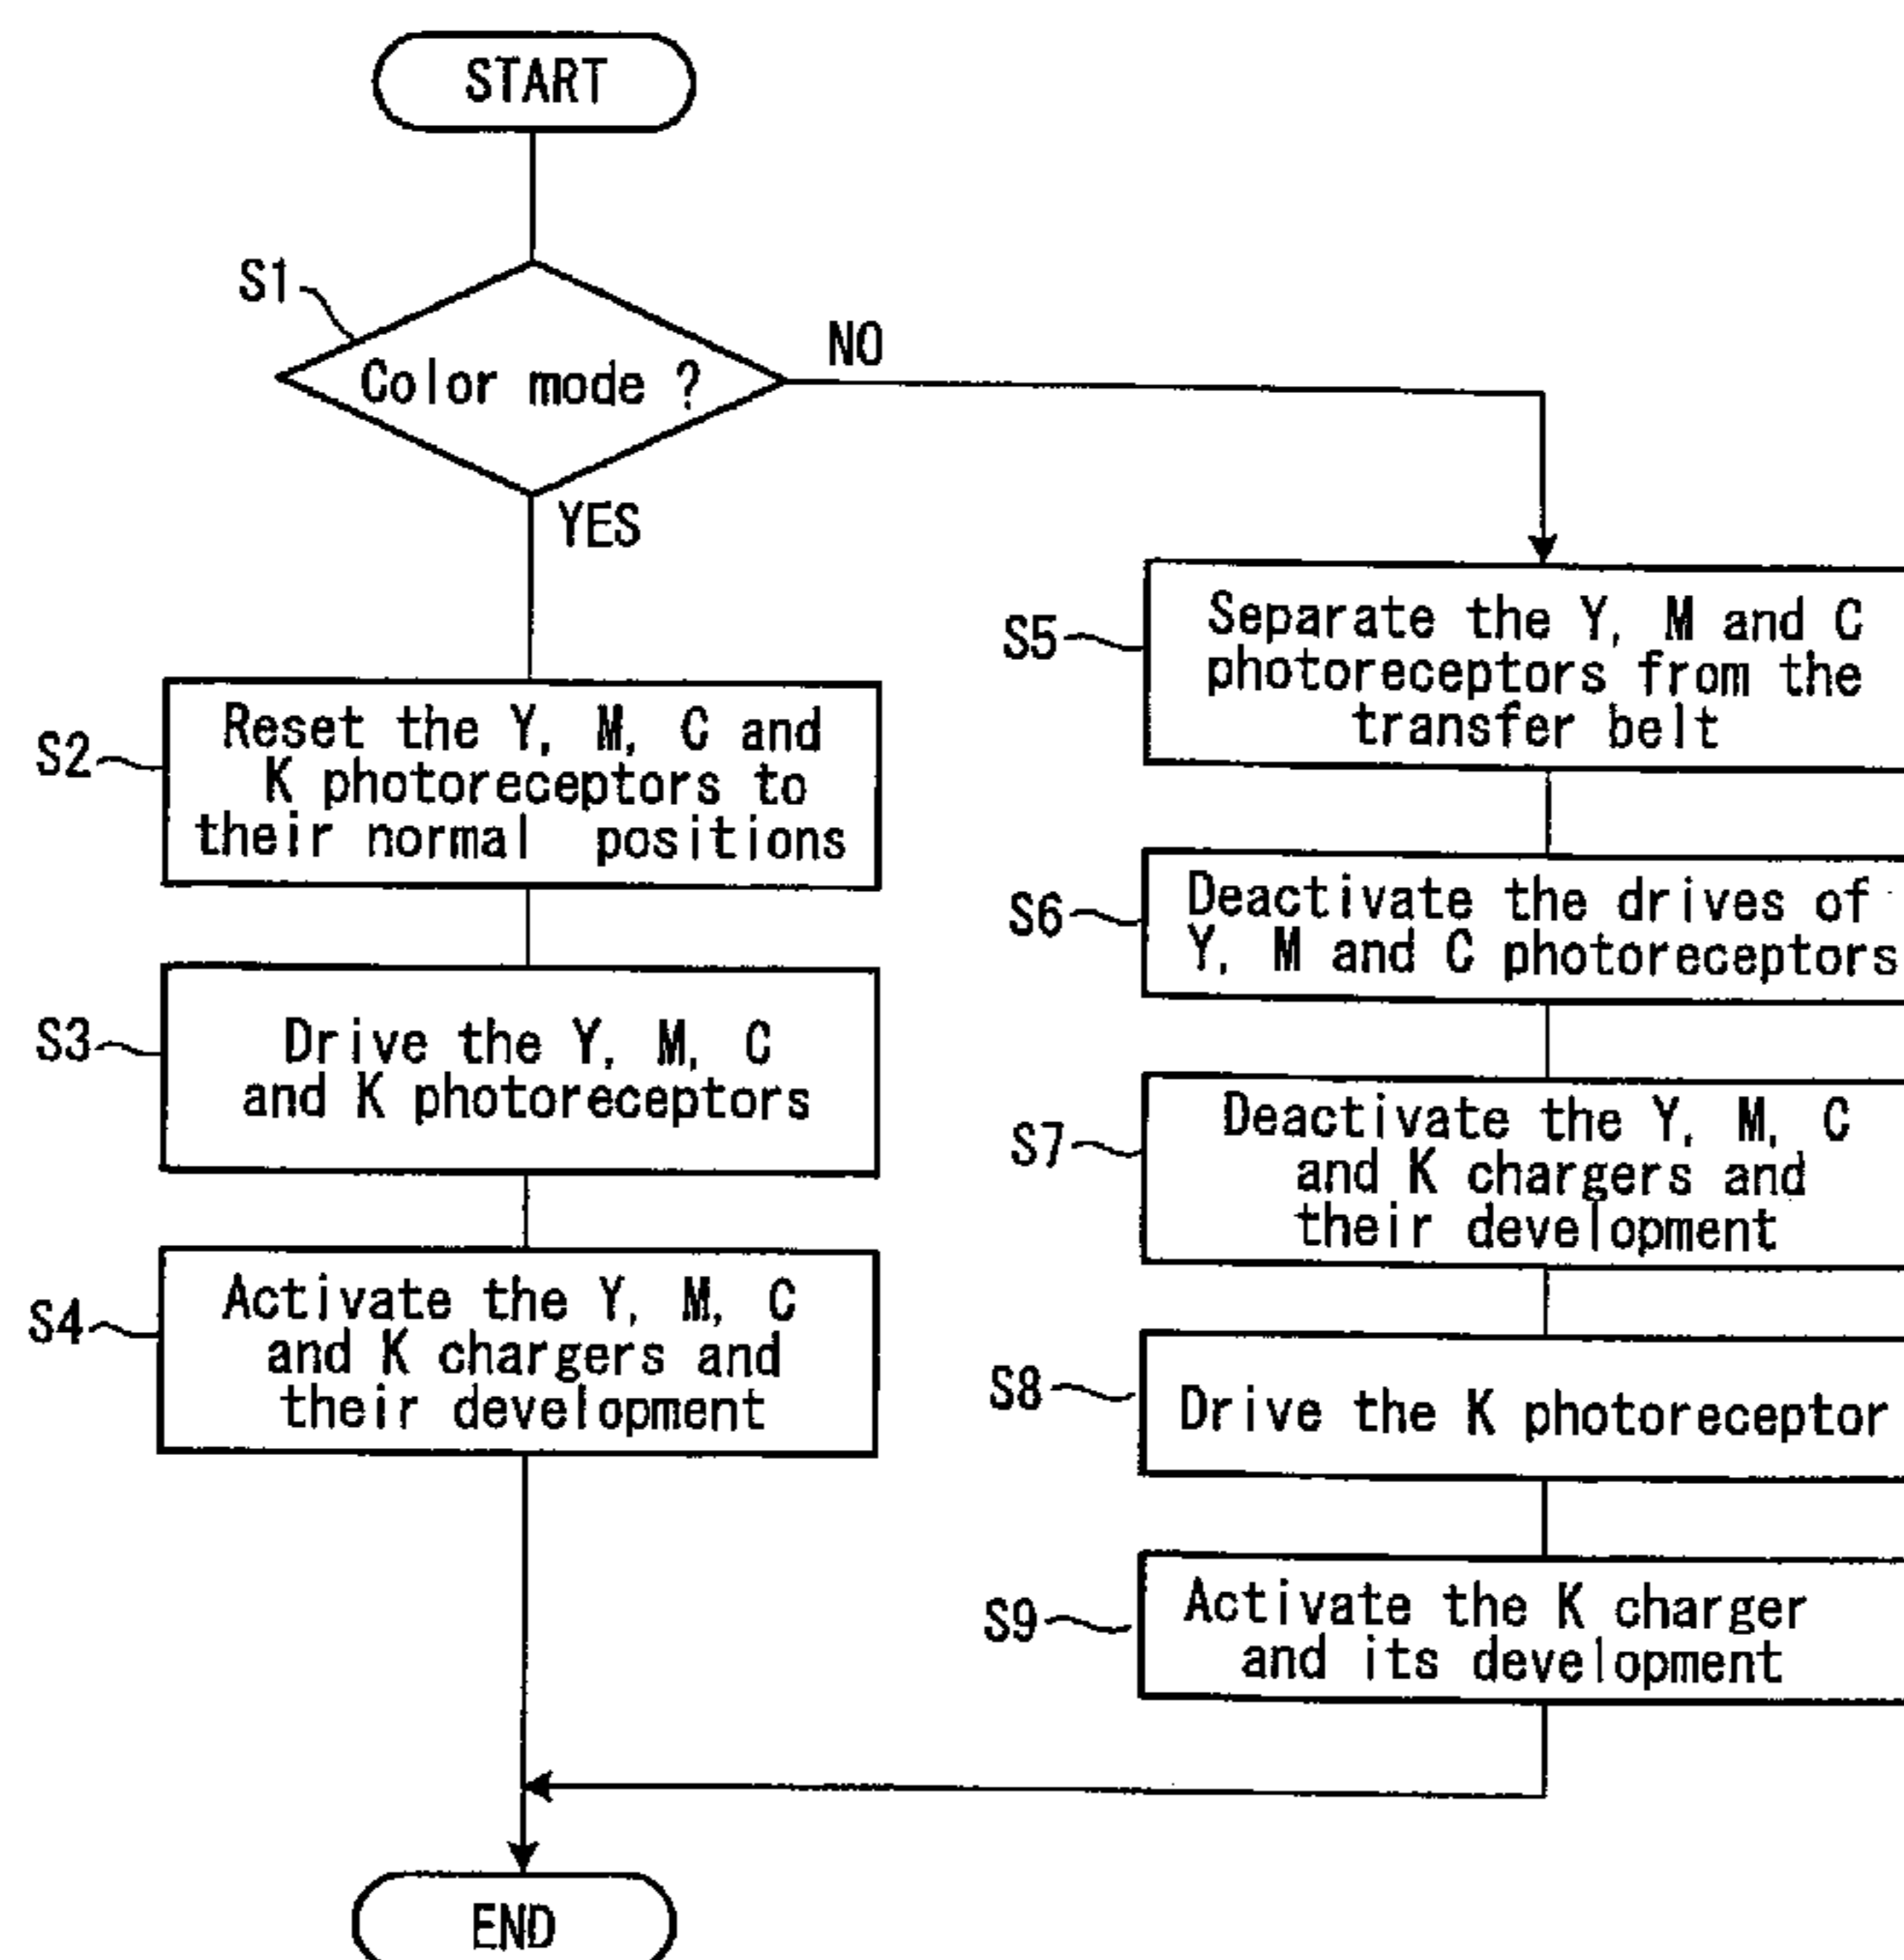 START
S1
Color mode ?
NO
YES
S2
Reset the Y, M, C and
K photoreceptors to
their normal positions
S3
Drive the Y, M, C
and K photoreceptors
S4
Activate the Y, M, C
and K chargers and
their development
S5
Separate the Y, M and C
photoreceptors from the
transfer belt
S6
Deactivate the drives of
Y, M and C photoreceptors
S7
Deactivate the Y, M, C
and K chargers and
their development
S8
Drive the K photoreceptor
S9
Activate the K charger
and its development
END